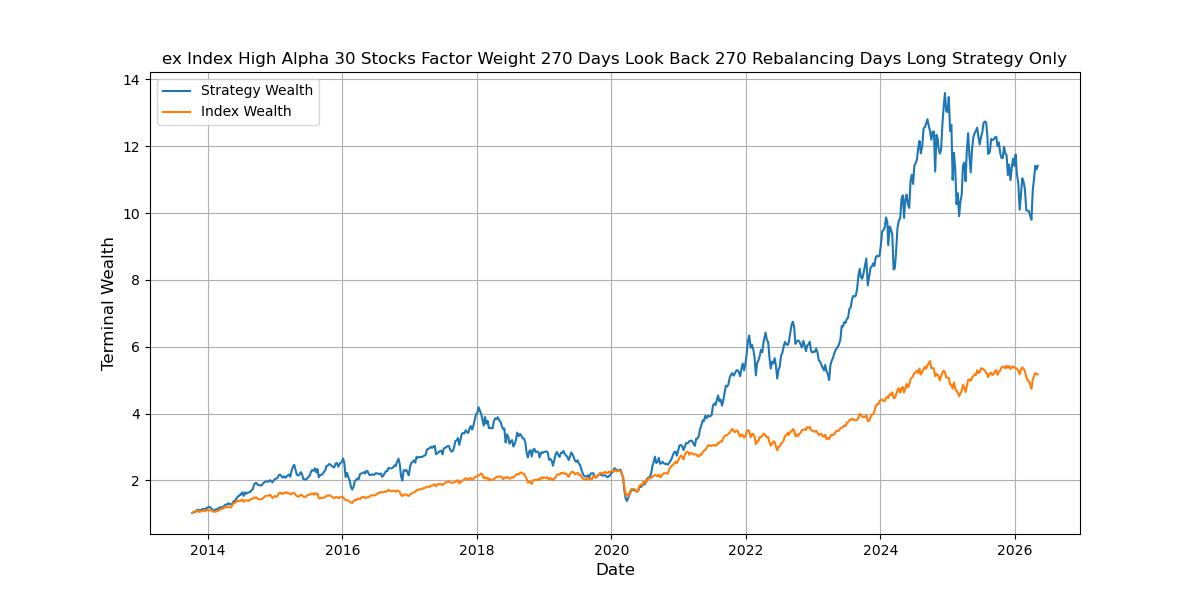 ex Index High Alpha 30 Stocks Factor Weight 270 Days Look Back 270 Rebalancing Days Long Strategy Only
Strategy Wealth
Index Wealth
Terminal Wealth
14
12
10
8
6
4
2
2014 2016 2018 2020 2022 2024 2026
Date